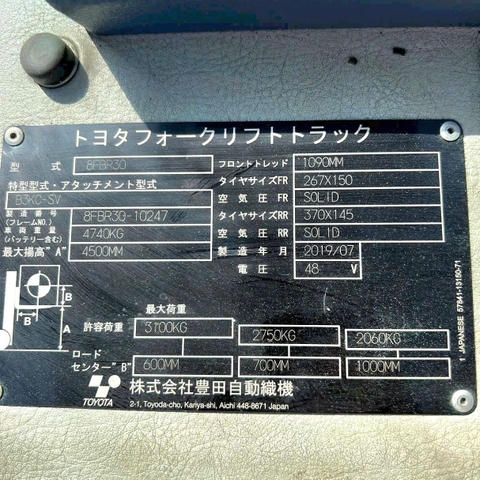 トヨタフォークリフトトラック
型式 8FBR30 フロントトレッド 1090MM
特型型式・アタッチメント型式 タイヤサイズFR 267X150
B3KC-SV 空気圧FR SOLID
製造番号 (フレームNO.) 8FBR30-10247 タイヤサイズRR 370X145
車両重量 (バッテリー含む) 4740KG 空気圧RR SOLID
最大揚高"A" 4500MM 製造年月 2019/07
電圧 48 V
最大荷重
許容荷重 3100KG 2750KG 2060KG
ロードセンター"B" 600MM 700MM 1000MM
B
B
A
TOYOTA 株式会社豊田自動織機
2-1, Toyoda-cho, Kariya-shi, Aichi 448-8671 Japan
1 JAPANESE 57841-13150-71